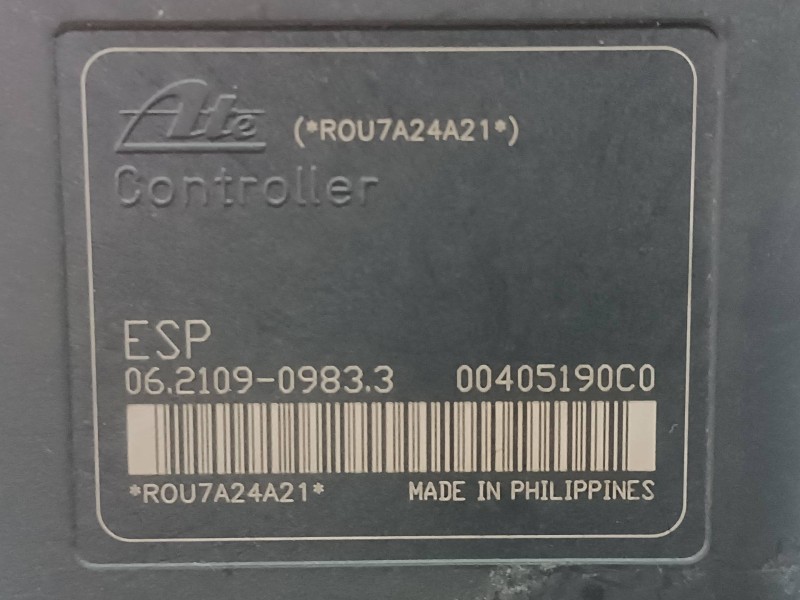 Ate (*ROU7A24A21*)
Controller
ESP
06.2109-0983.3 00405190C0
*ROU7A24A21* MADE IN PHILIPPINES